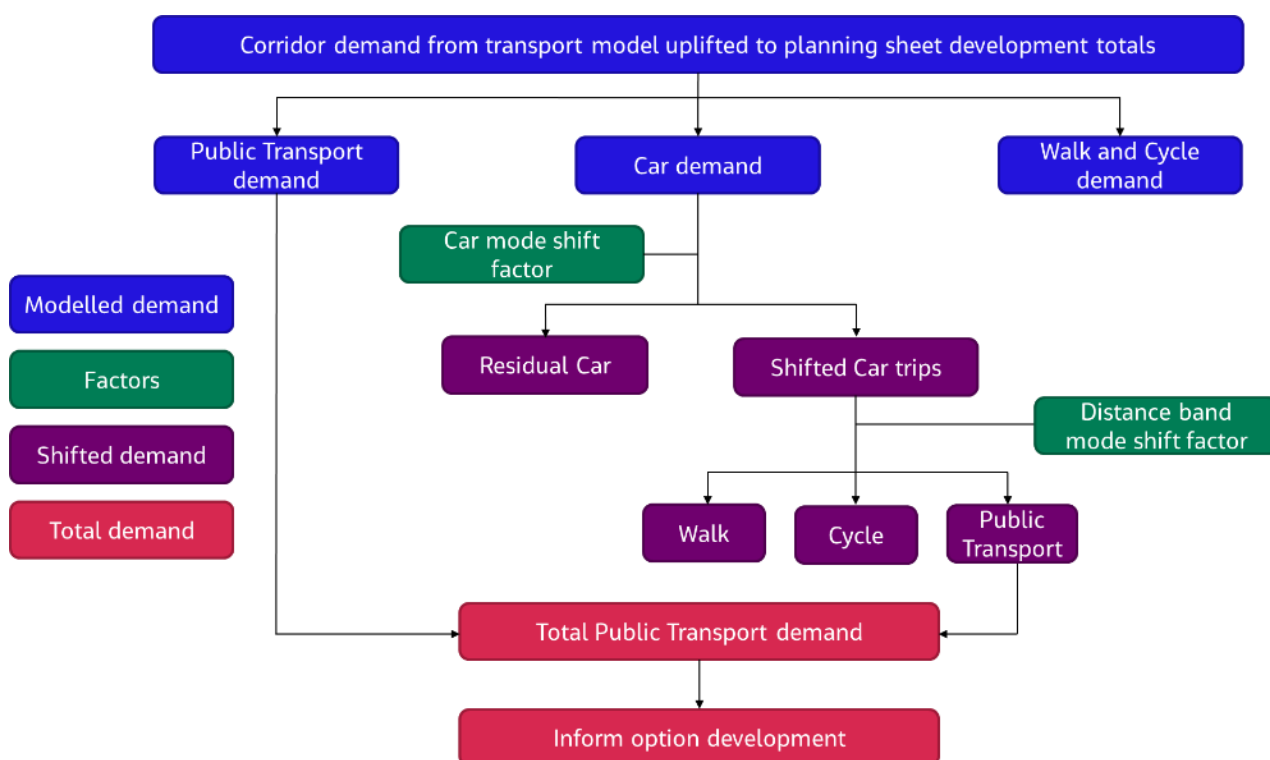 Corridor demand from transport model uplifted to planning sheet development totals
Public Transport
demand
Car demand
Walk and Cycle
demand
Car mode shift
factor
Modelled demand
Factors
Shifted demand
Total demand
Residual Car
Shifted Car trips
Distance band
mode shift factor
Walk
Cycle
Public
Transport
Total Public Transport demand
Inform option development